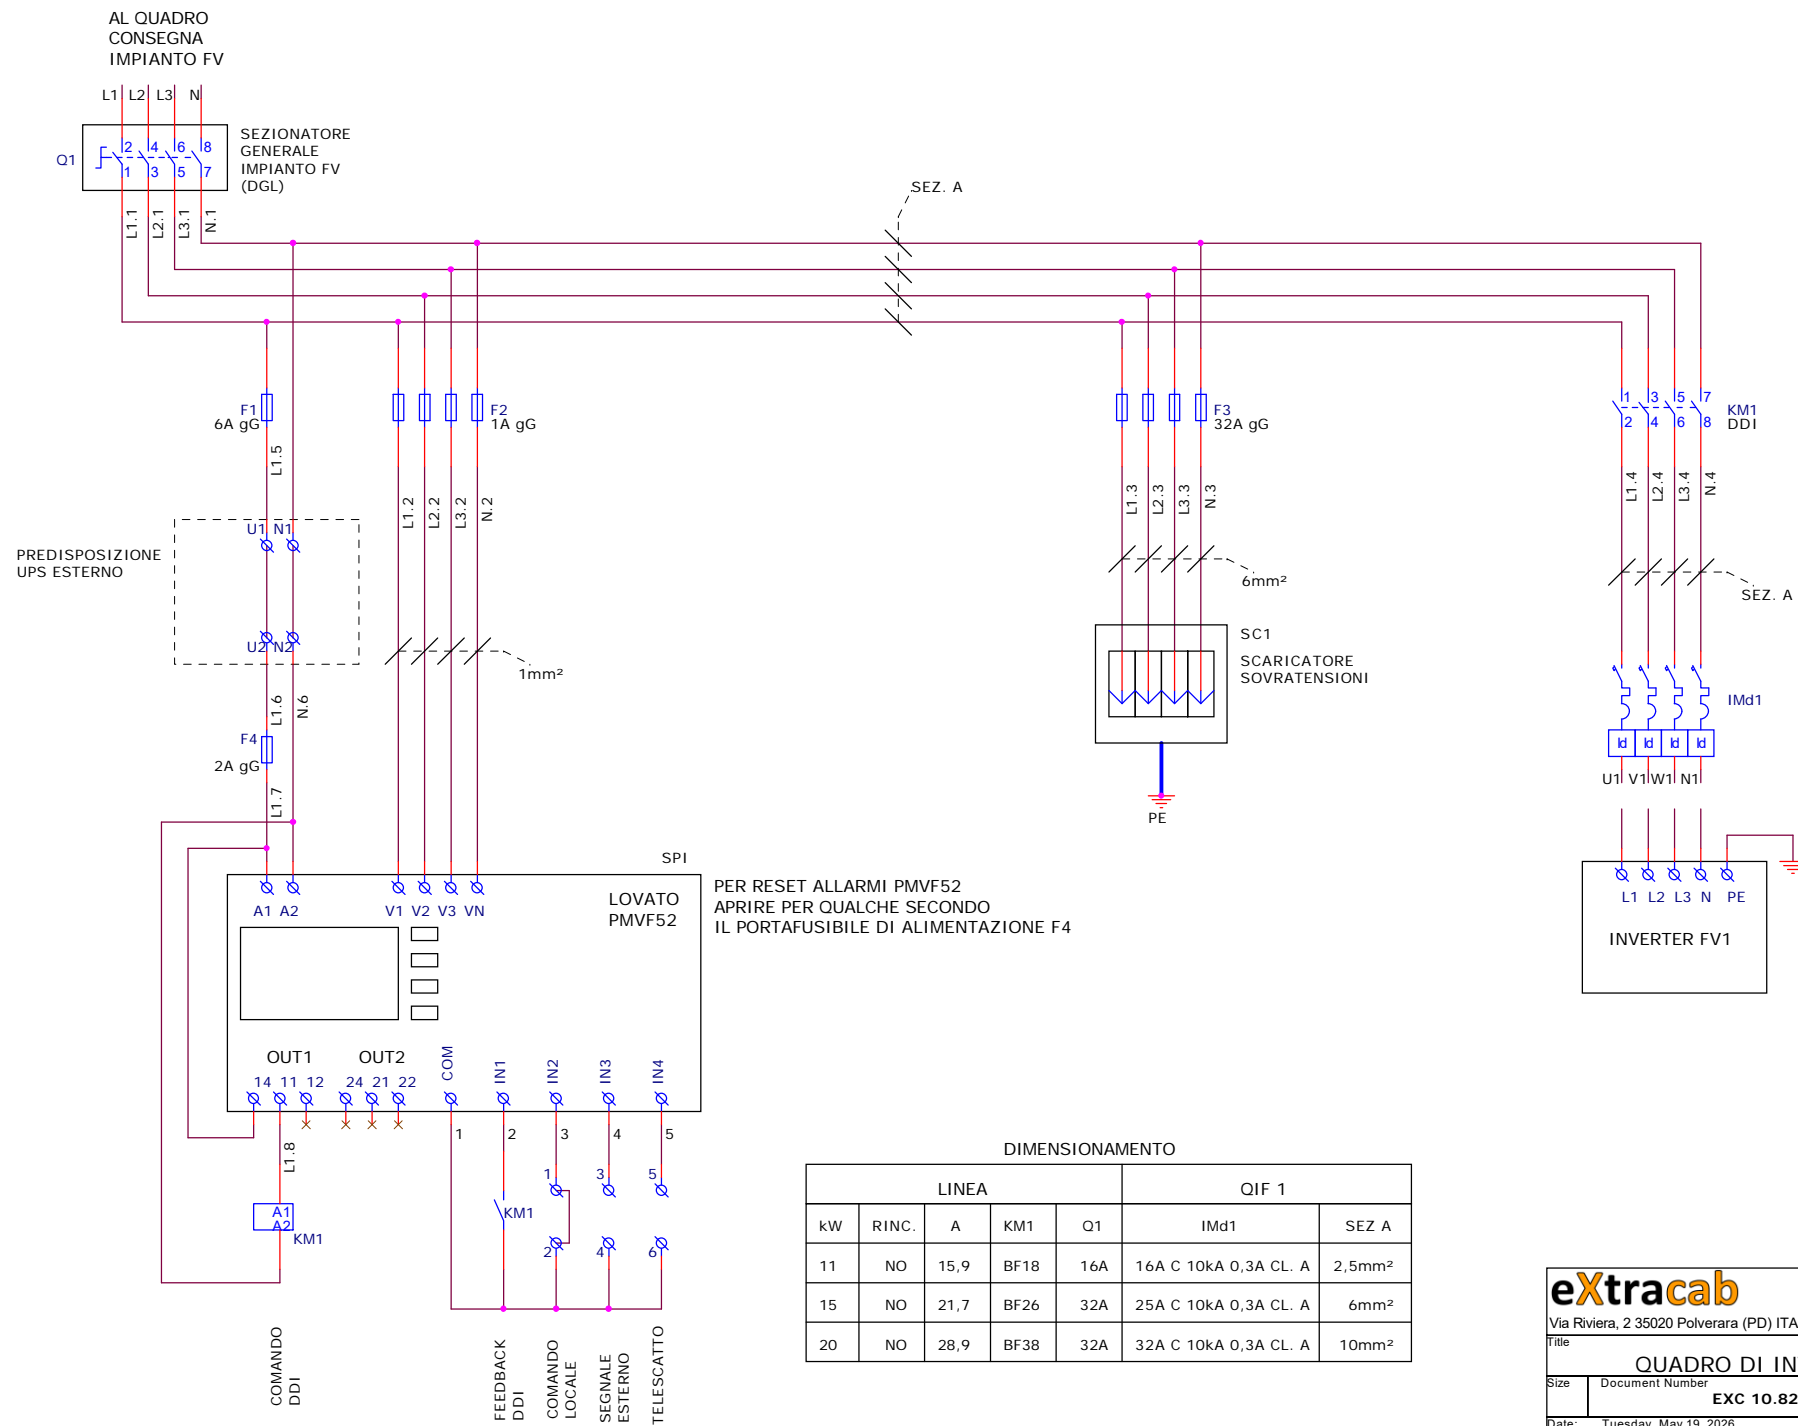 AL QUADRO
CONSEGNA
IMPIANTO FV
L1 L2 L3 N
Q1
2 4 6 8
1 3 5 7
SEZIONATORE
GENERALE
IMPIANTO FV
(DGL)
L1.1 L2.1 L3.1 N.1
SEZ. A
F1
6A gG
L1.5
F2
1A gG
L1.2 L2.2 L3.2 N.2
F3
32A gG
L1.3 L2.3 L3.3 N.3
1 3 5 7
2 4 6 8
KM1
DDI
L1.4 L2.4 L3.4 N.4
PREDISPOSIZIONE
UPS ESTERNO
U1 N1
U2 N2
1mm²
6mm²
SEZ. A
L1.6 N.6
F4
2A gG
L1.7
SC1
SCARICATORE
SOVRATENSIONI
PE
IMd1
Id Id Id Id
U1 V1 W1 N1
L1 L2 L3 N PE
INVERTER FV1
SPI
LOVATO
PMVF52
A1 A2 V1 V2 V3 VN
PER RESET ALLARMI PMVF52
APRIRE PER QUALCHE SECONDO
IL PORTAFUSIBILE DI ALIMENTAZIONE F4
OUT1 OUT2
14 11 12 24 21 22
COM IN1 IN2 IN3 IN4
1 2 3 4 5
L1.8
A1
A2
KM1
KM1
1 3 5
2 4 6
COMANDO
DDI
FEEDBACK
DDI
COMANDO
LOCALE
SEGNALE
ESTERNO
TELESCATTO
DIMENSIONAMENTO
LINEA QIF 1
kW RINC. A KM1 Q1 IMd1 SEZ A
11 NO 15,9 BF18 16A 16A C 10kA 0,3A CL. A 2,5mm²
15 NO 21,7 BF26 32A 25A C 10kA 0,3A CL. A 6mm²
20 NO 28,9 BF38 32A 32A C 10kA 0,3A CL. A 10mm²
eXtracab
Via Riviera, 2 35020 Polverara (PD) ITA
Title
QUADRO DI IN
Size Document Number
EXC 10.82
Date: Tuesday, May 19, 2026